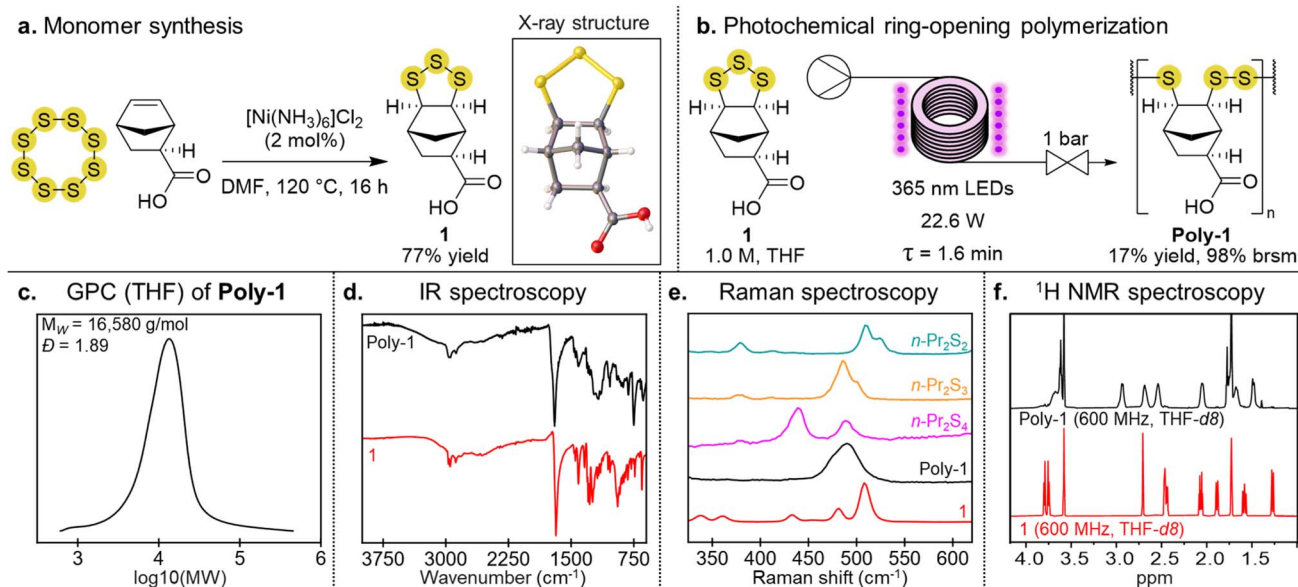 a. Monomer synthesis
S
S
S
S
S
S
S
S
H
O
HO
[Ni(NH3)6]Cl2
(2 mol%)
DMF, 120 °C, 16 h
S
S
S
H
H
H
O
HO
1
77% yield
X-ray structure
b. Photochemical ring-opening polymerization
S
S
S
H
H
H
O
HO
1
1.0 M, THF
365 nm LEDs
22.6 W
τ = 1.6 min
1 bar
S
S
S
H
H
H
O
HO
n
Poly-1
17% yield, 98% brsm
c. GPC (THF) of Poly-1
MW = 16,580 g/mol
Đ = 1.89
3 4 5 6
log10(MW)
d. IR spectroscopy
Poly-1
1
3750 3000 2250 1500 750
Wavenumber (cm-1)
e. Raman spectroscopy
n-Pr2S2
n-Pr2S3
n-Pr2S4
Poly-1
1
350 400 450 500 550 600
Raman shift (cm-1)
f. 1H NMR spectroscopy
Poly-1 (600 MHz, THF-d8)
1 (600 MHz, THF-d8)
4.0 3.5 3.0 2.5 2.0 1.5
ppm